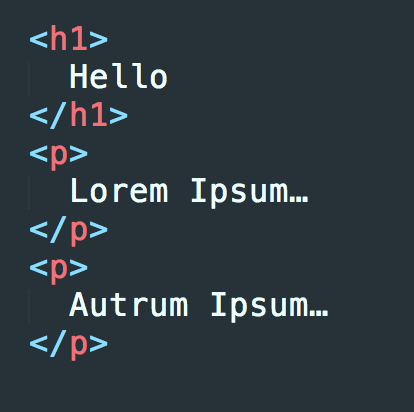 <h1>
Hello
</h1>
<p>
Lorem Ipsum…
</p>
<p>
Autrum Ipsum…
</p>